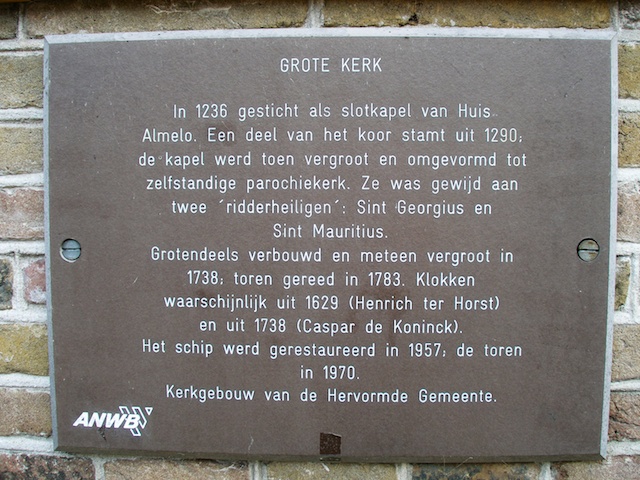 GROTE KERK
In 1236 gesticht als slotkapel van Huis
Almelo. Een deel van het koor stamt uit 1290;
de kapel werd toen vergroot en omgevormd tot
zelfstandige parochiekerk. Ze was gewijd aan
twee ´ridderheiligen´: Sint Georgius en
Sint Mauritius.
Grotendeels verbouwd en meteen vergroot in
1738; toren gereed in 1783. Klokken
waarschijnlijk uit 1629 (Henrich ter Horst)
en uit 1738 (Caspar de Koninck).
Het schip werd gerestaureerd in 1957; de toren
in 1970.
Kerkgebouw van de Hervormde Gemeente.
ANWB